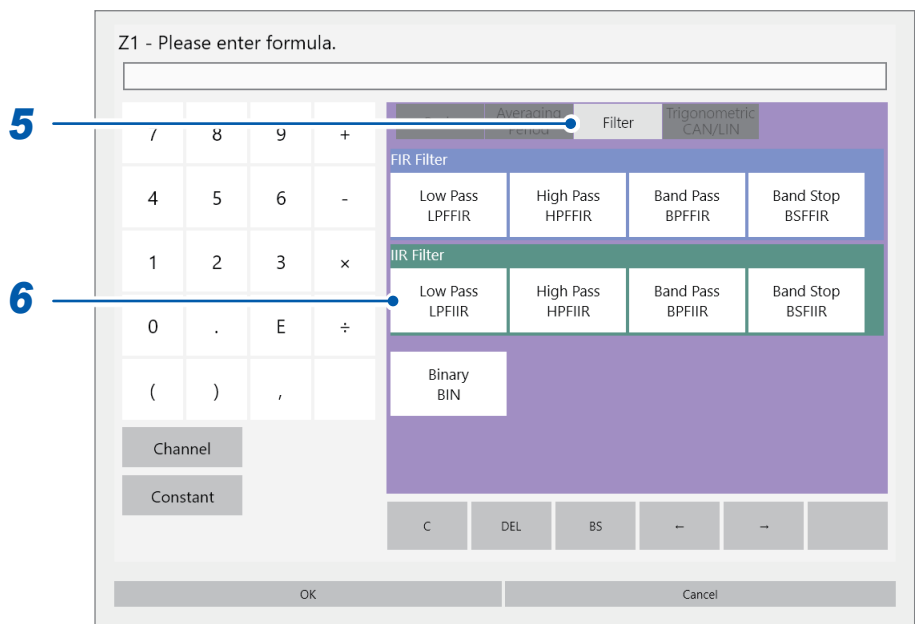 Z1 - Please enter formula.
5
Averaging
Period
Filter
Trigonometric
CAN/LIN
7 8 9 +
FIR Filter
Low Pass
LPFFIR
High Pass
HPFFIR
Band Pass
BPFFIR
Band Stop
BSFFIR
4 5 6 -
IIR Filter
6
Low Pass
LPFIIR
High Pass
HPFIIR
Band Pass
BPFIIR
Band Stop
BSFIIR
1 2 3 ×
0 . E ÷
Binary
BIN
( ) ,
Channel
Constant
C DEL BS ← →
OK Cancel